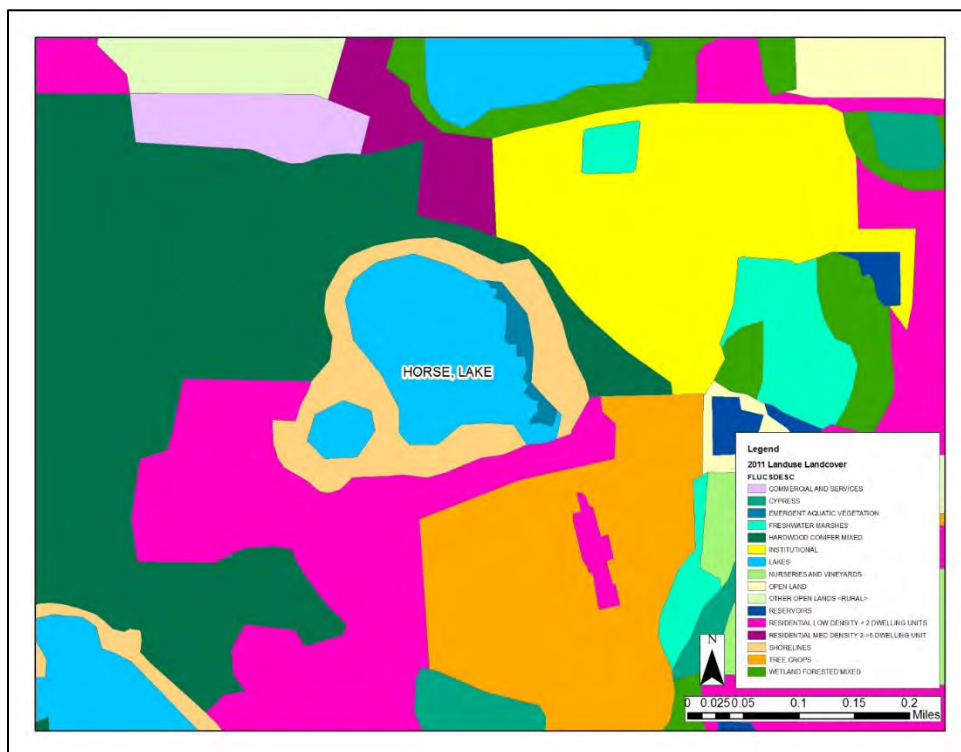 HORSE, LAKE
Legend
2011 Landuse Landcover
FLUCSDESC
COMMERCIAL AND SERVICES
CYPRESS
EMERGENT AQUATIC VEGETATION
FRESHWATER MARSHES
HARDWOOD CONIFER MIXED
INSTITUTIONAL
LAKES
NURSERIES AND VINEYARDS
OPEN LAND
OTHER OPEN LANDS <RURAL>
RESERVOIRS
RESIDENTIAL LOW DENSITY < 2 DWELLING UNITS
RESIDENTIAL MED DENSITY 2->5 DWELLING UNIT
SHORELINES
TREE CROPS
WETLAND FORESTED MIXED
N
0 0.025 0.05 0.1 0.15 0.2
Miles